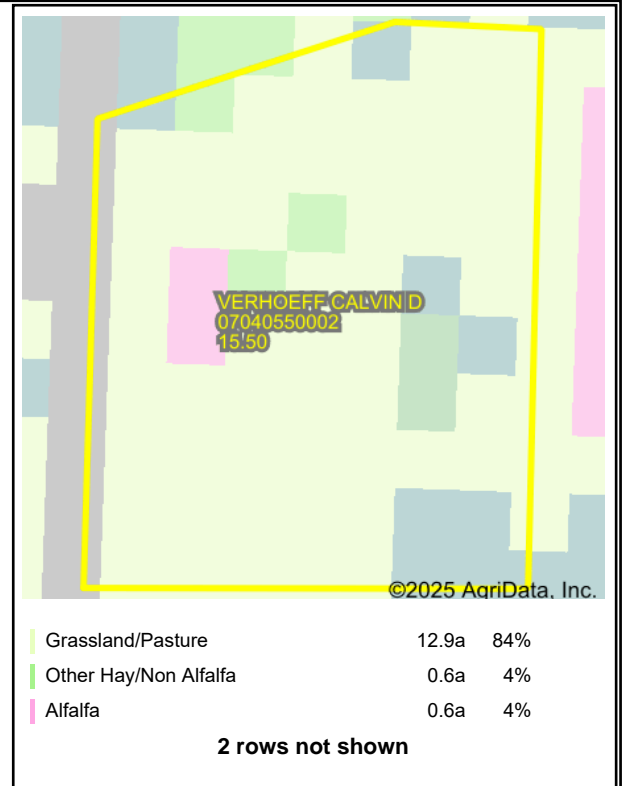 VERHOEFF CALVIN D
07040550002
15.50
©2025 AgriData, Inc.
Grassland/Pasture 12.9a 84%
Other Hay/Non Alfalfa 0.6a 4%
Alfalfa 0.6a 4%
2 rows not shown